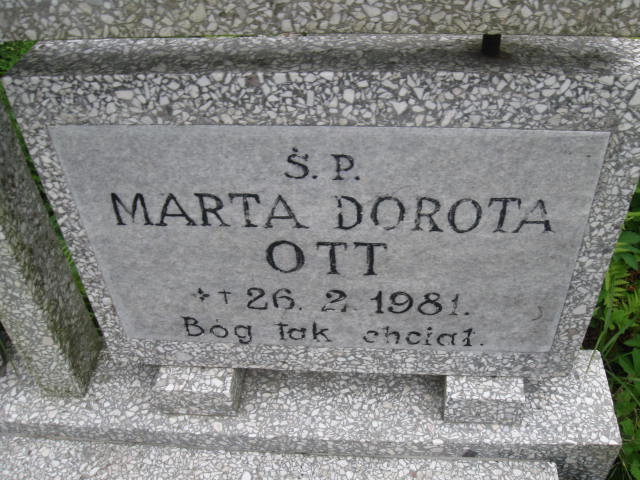 Ś. P.
MARTA DOROTA
OTT
*† 26. 2. 1981.
Bóg tak chciał.